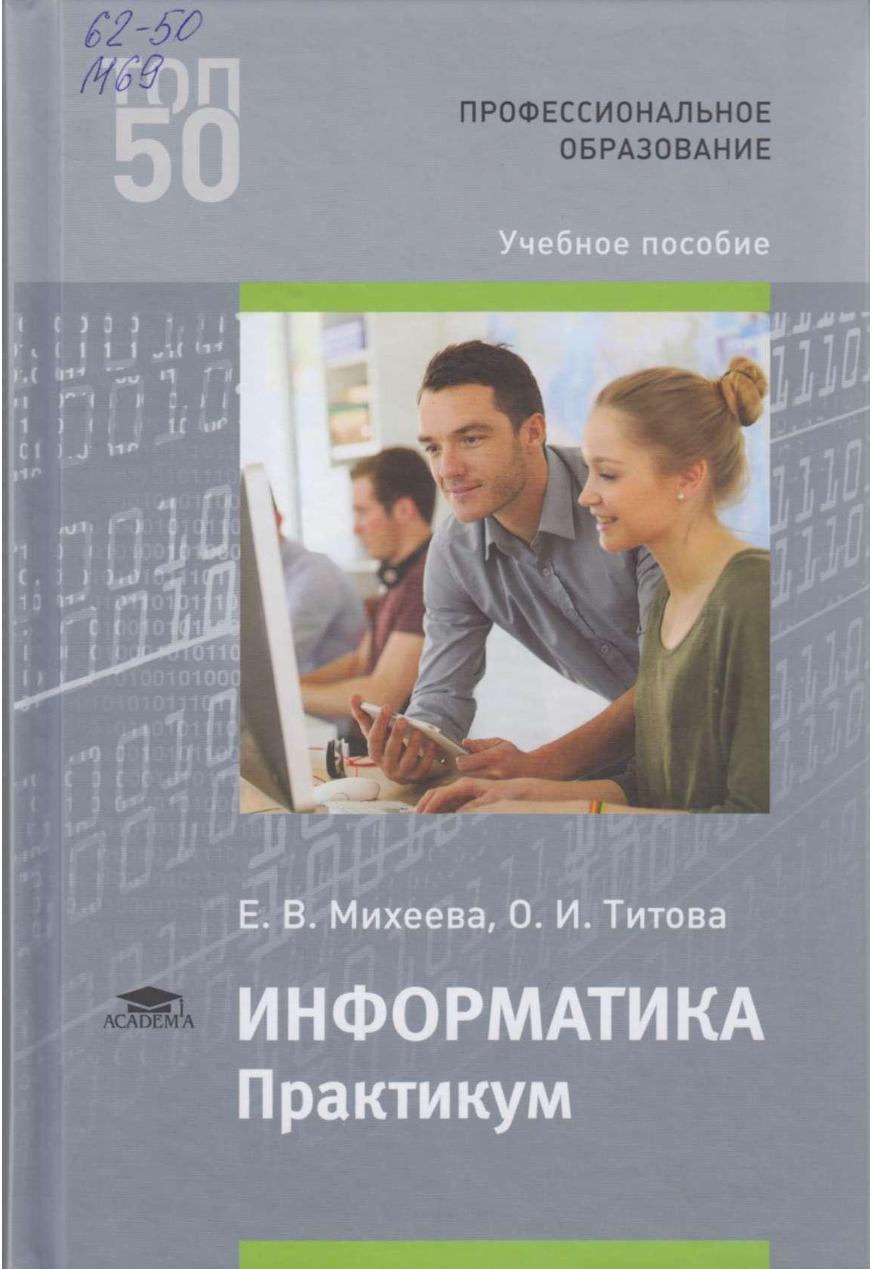 62-50
М69
ТОП
50
ПРОФЕССИОНАЛЬНОЕ
ОБРАЗОВАНИЕ
Учебное пособие
Е. В. Михеева, О. И. Титова
ACADEMA
ИНФОРМАТИКА
Практикум